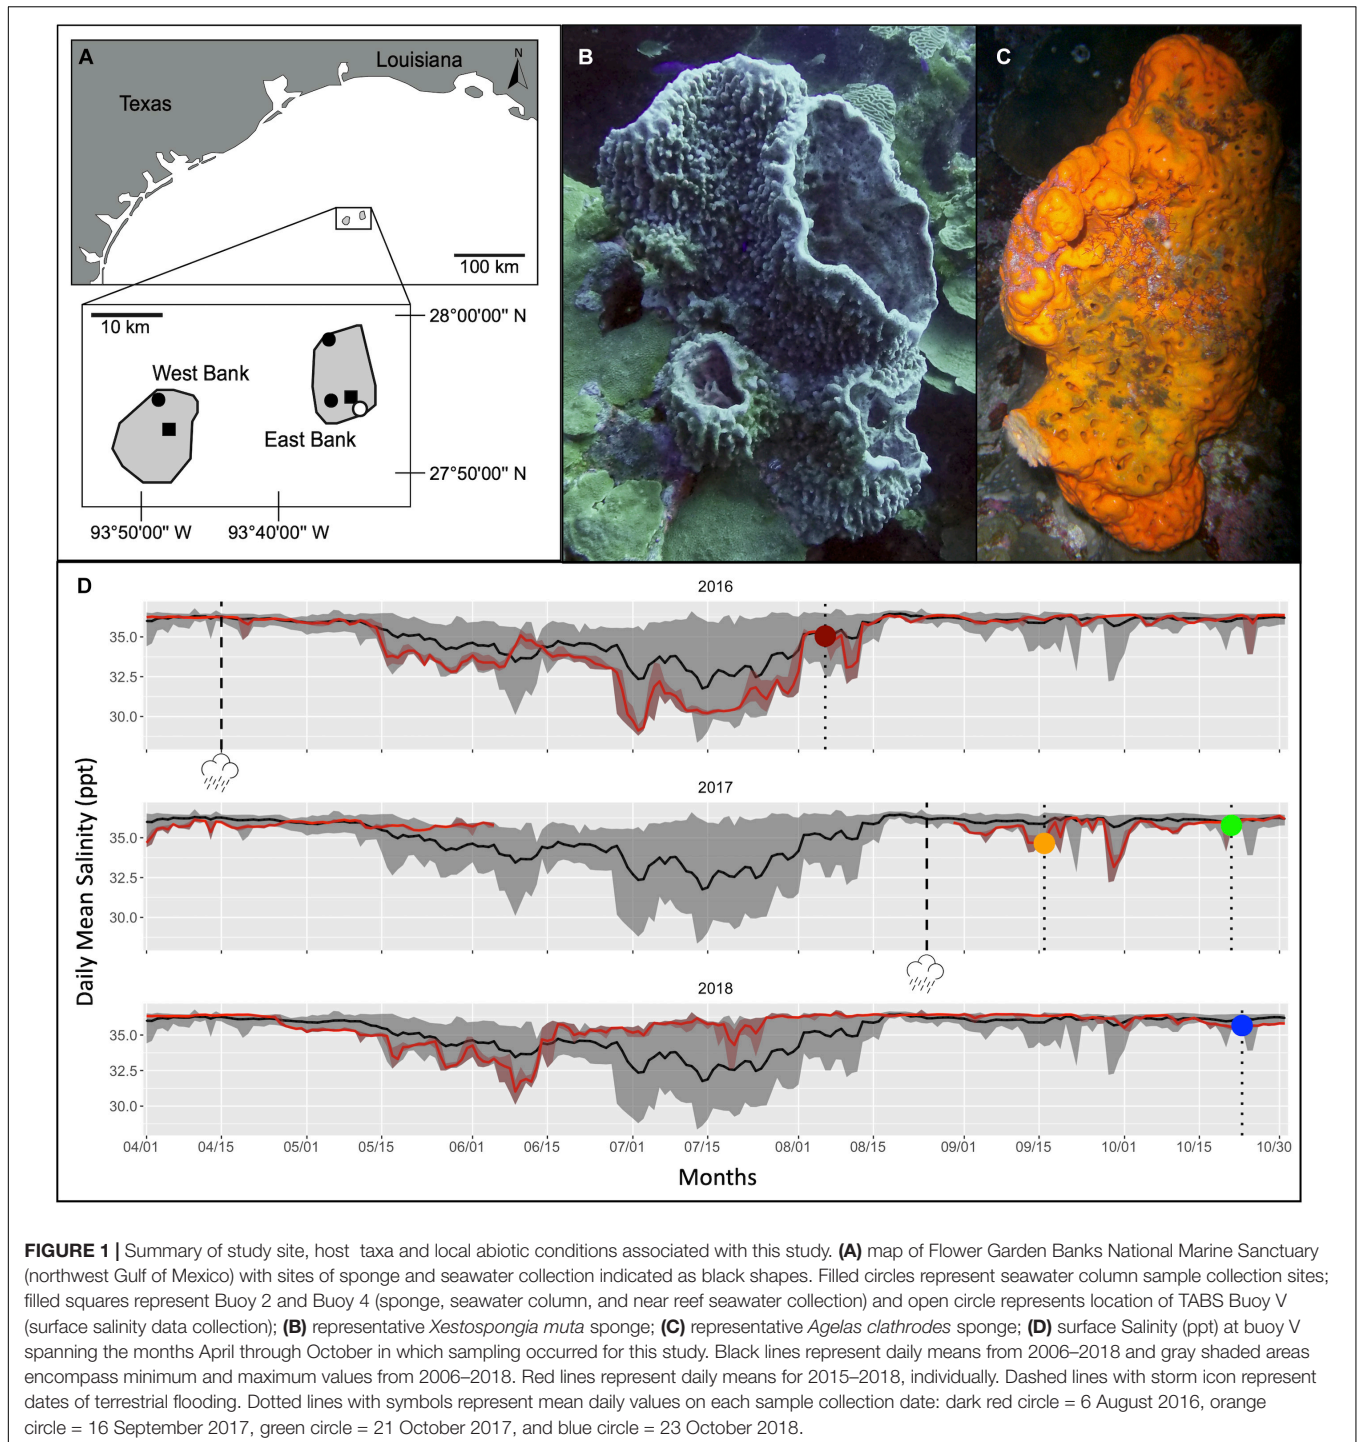 A
Louisiana
N
Texas
100 km
10 km
28°00'00" N
West Bank
East Bank
27°50'00" N
93°50'00" W
93°40'00" W
B
C
D
Daily Mean Salinity (ppt)
2016
35.0
32.5
30.0
2017
35.0
32.5
30.0
2018
35.0
32.5
30.0
04/01 04/15 05/01 05/15 06/01 06/15 07/01 07/15 08/01 08/15 09/01 09/15 10/01 10/15 10/30
Months
FIGURE 1 | Summary of study site, host taxa and local abiotic conditions associated with this study. (A) map of Flower Garden Banks National Marine Sanctuary
(northwest Gulf of Mexico) with sites of sponge and seawater collection indicated as black shapes. Filled circles represent seawater column sample collection sites;
filled squares represent Buoy 2 and Buoy 4 (sponge, seawater column, and near reef seawater collection) and open circle represents location of TABS Buoy V
(surface salinity data collection); (B) representative Xestospongia muta sponge; (C) representative Agelas clathrodes sponge; (D) surface Salinity (ppt) at buoy V
spanning the months April through October in which sampling occurred for this study. Black lines represent daily means from 2006–2018 and gray shaded areas
encompass minimum and maximum values from 2006–2018. Red lines represent daily means for 2015–2018, individually. Dashed lines with storm icon represent
dates of terrestrial flooding. Dotted lines with symbols represent mean daily values on each sample collection date: dark red circle = 6 August 2016, orange
circle = 16 September 2017, green circle = 21 October 2017, and blue circle = 23 October 2018.